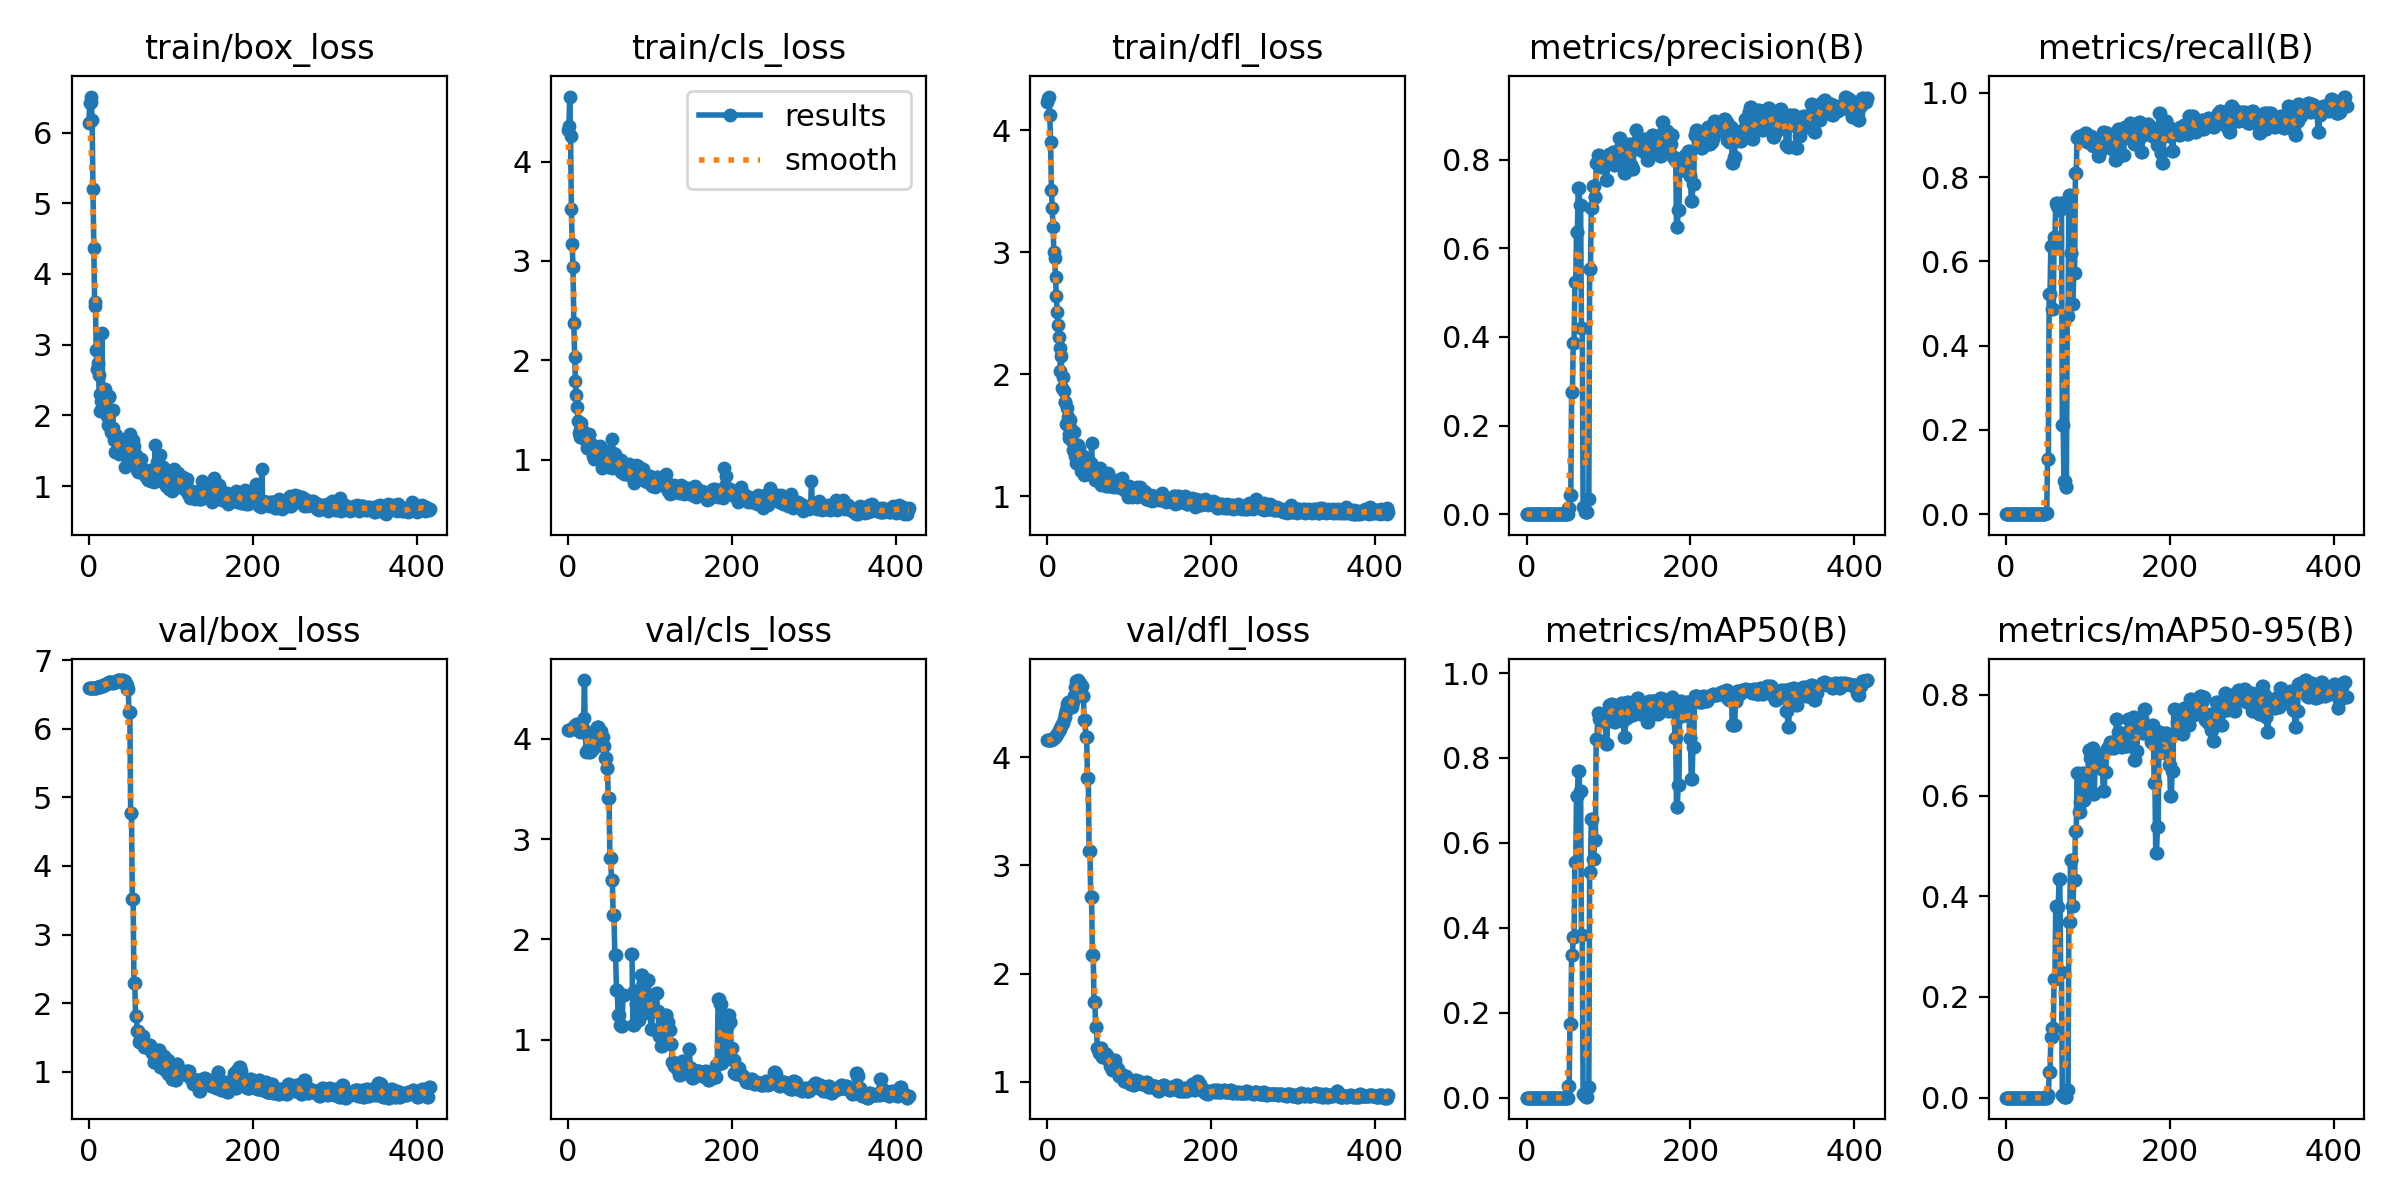 train/box_loss
6
5
4
3
2
1
0 200 400
train/cls_loss
results
smooth
4
3
2
1
0 200 400
train/dfl_loss
4
3
2
1
0 200 400
metrics/precision(B)
0.8
0.6
0.4
0.2
0.0
0 200 400
metrics/recall(B)
1.0
0.8
0.6
0.4
0.2
0.0
0 200 400
val/box_loss
7
6
5
4
3
2
1
0 200 400
val/cls_loss
4
3
2
1
0 200 400
val/dfl_loss
4
3
2
1
0 200 400
metrics/mAP50(B)
1.0
0.8
0.6
0.4
0.2
0.0
0 200 400
metrics/mAP50-95(B)
0.8
0.6
0.4
0.2
0.0
0 200 400